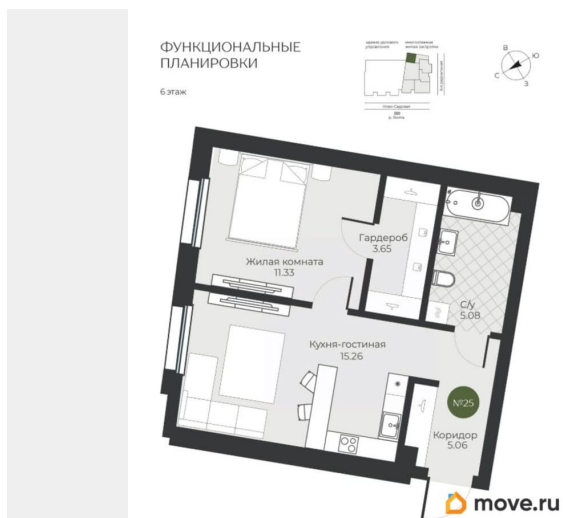 ФУНКЦИОНАЛЬНЫЕ
ПЛАНИРОВКИ
6 этаж
В
Ю
С
З
Гардероб
3.65
Жилая комната
11.33
С/у
5.08
Кухня-гостиная
15.26
№25
Коридор
5.06
move.ru